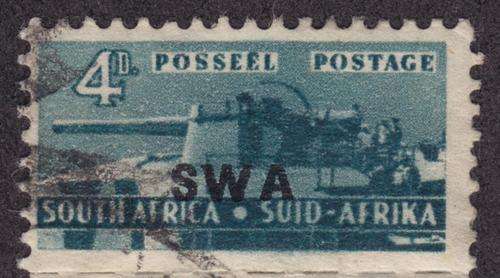 4D. POSSEËL POSTAGE
SWA
SOUTH AFRICA • SUID-AFRIKA